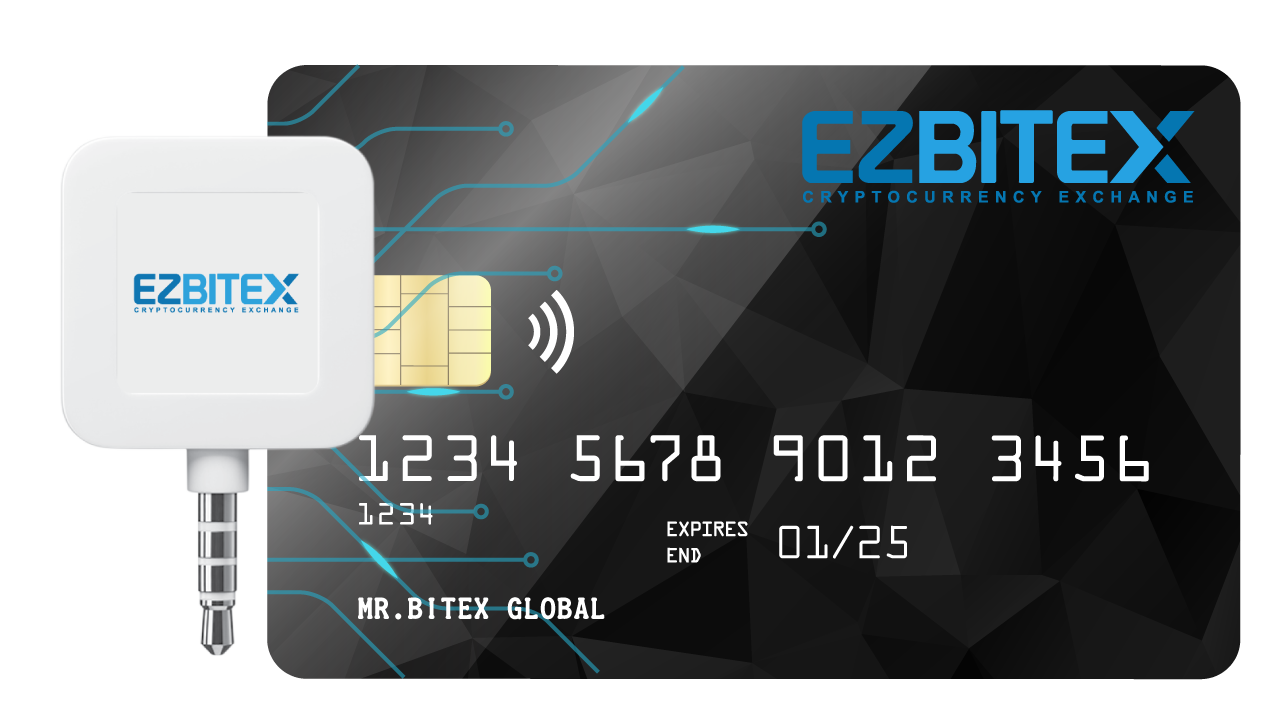 EZBITEX
CRYPTOCURRENCY EXCHANGE
EZBITEX
CRYPTOCURRENCY EXCHANGE
1234 5678 9012 3456
1234
EXPIRES
END
01/25
MR.BITEX GLOBAL